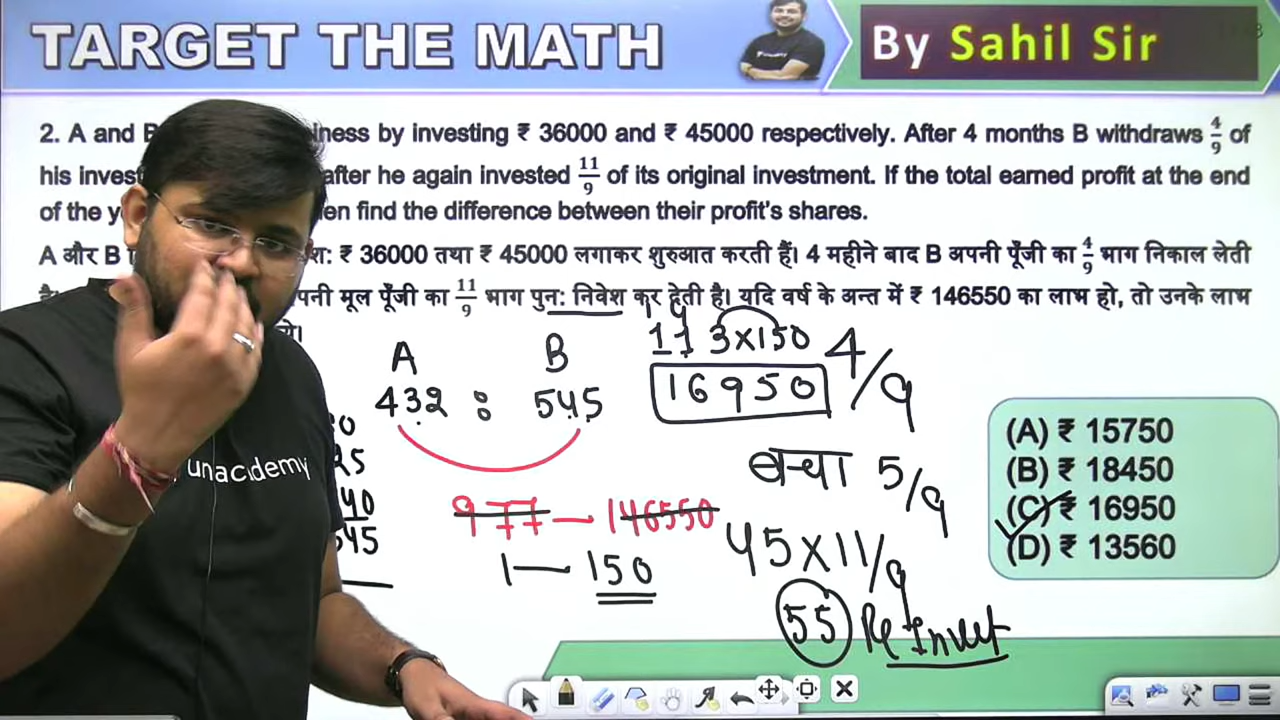 TARGET THE MATH
By Sahil Sir
2. A and B iness by investing ₹ 36000 and ₹ 45000 respectively. After 4 months B withdraws 4/9 of
his invest after he again invested 11/9 of its original investment. If the total earned profit at the end
of the y en find the difference between their profit's shares.
A और B श: ₹ 36000 तथा ₹ 45000 लगाकर शुरुआत करती हैं। 4 महीने बाद B अपनी पूँजी का 4/9 भाग निकाल लेती
पनी मूल पूँजी का 11/9 भाग पुन: निवेश कर देती है। यदि वर्ष के अन्त में ₹ 146550 का लाभ हो, तो उनके लाभ
A B
432 : 545
113×150
16950
4/9
25
40
545
977 — 146550
1 — 150
बचा 5/9
45×11/9
55 Re Invest
(A) ₹ 15750
(B) ₹ 18450
(C) ₹ 16950
(D) ₹ 13560
unacademy